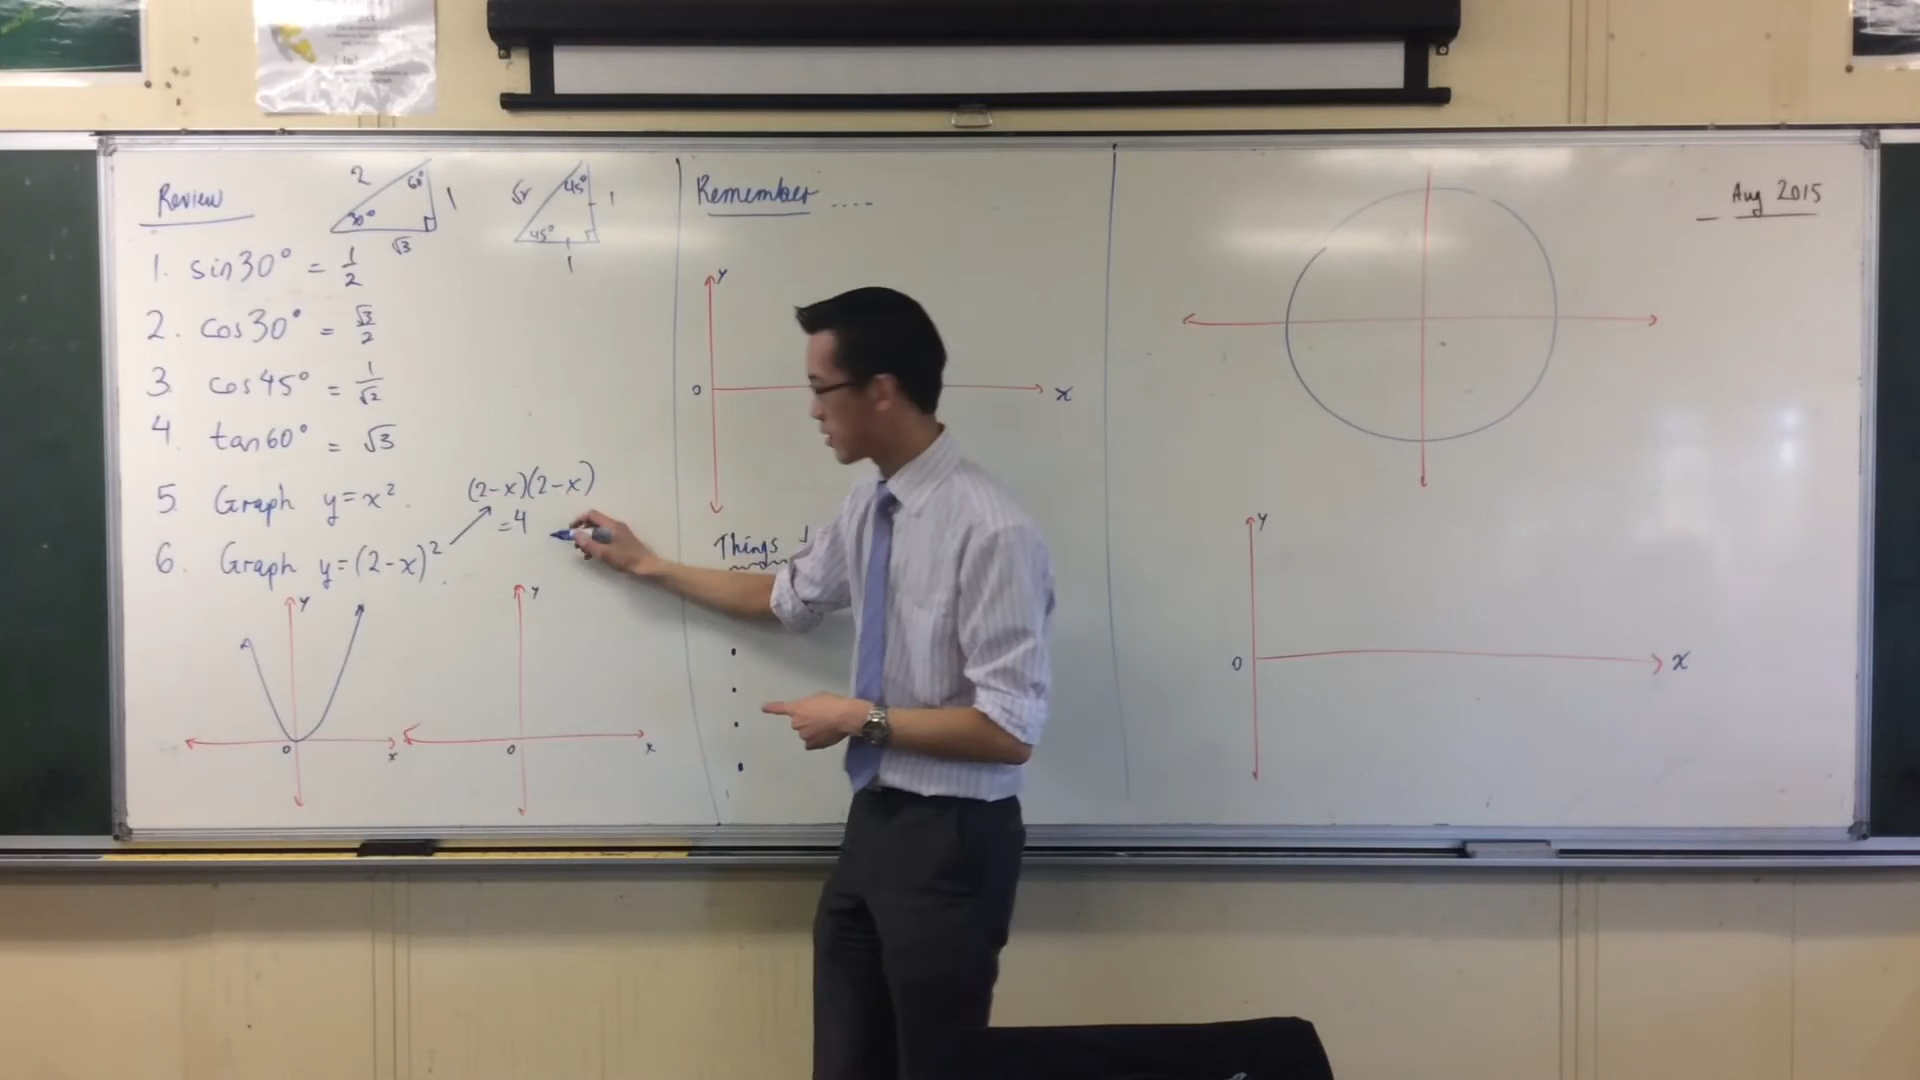 Review
2
60°
1
30°
√3
√2
45°
1
45°
1
1. sin30° = 1/2
2. cos30° = √3/2
3. cos45° = 1/√2
4. tan60° = √3
5. Graph y=x².
6. Graph y=(2-x)².
(2-x)(2-x)
=4
y
0
x
y
0
x
Remember ....
y
0
x
Things
Aug 2015
y
0
x